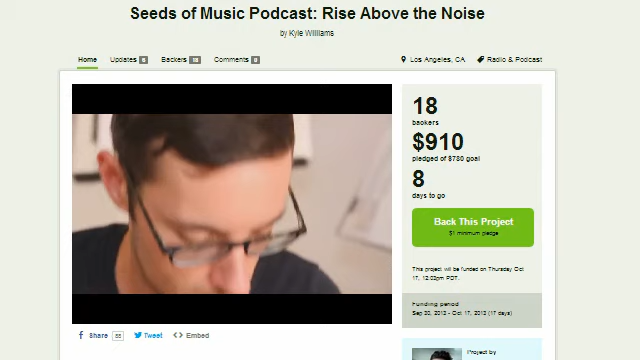 Seeds of Music Podcast: Rise Above the Noise
by Kyle Williams
Home Updates 6 Backers 18 Comments 0 Los Angeles, CA Radio & Podcast
18
backers
$910
pledged of $780 goal
8
days to go
Back This Project
$1 minimum pledge
This project will be funded on Thursday Oct
17, 12:02pm PDT.
Funding period
Sep 30, 2013 - Oct 17, 2013 (17 days)
Share Tweet Embed
Project by